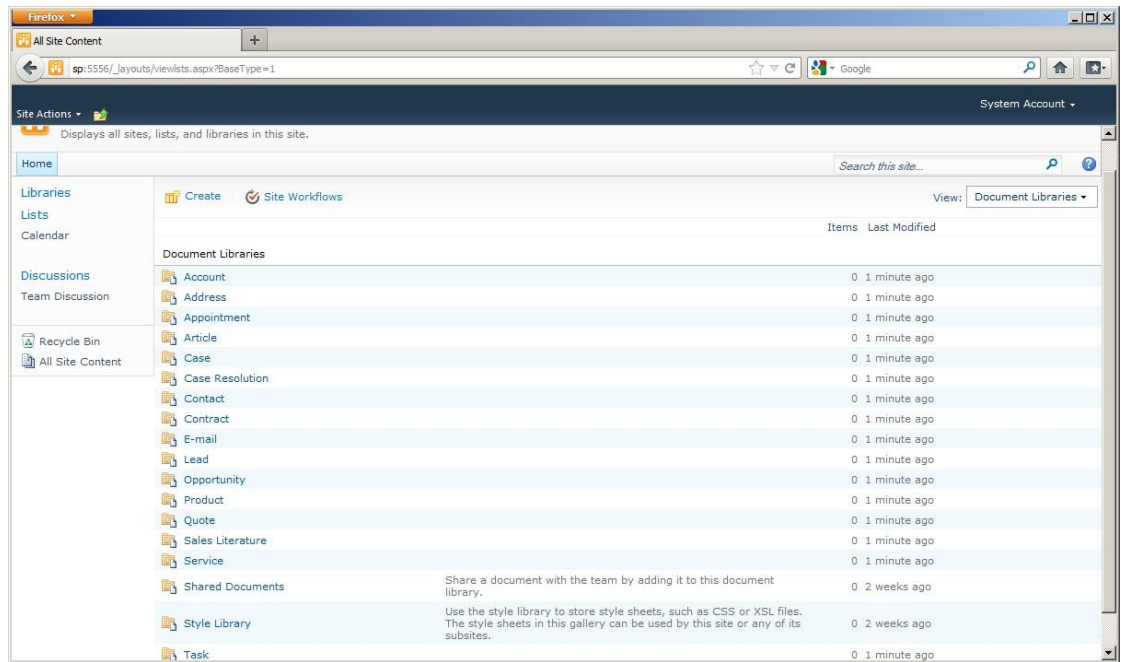 Firefox
All Site Content
sp:5556/_layouts/viewlsts.aspx?BaseType=1
Google
System Account
Site Actions
Displays all sites, lists, and libraries in this site.
Home
Search this site...
Libraries
Lists
Calendar
Discussions
Team Discussion
Recycle Bin
All Site Content
Create
Site Workflows
View: Document Libraries
Items Last Modified
Document Libraries
Account 0 1 minute ago
Address 0 1 minute ago
Appointment 0 1 minute ago
Article 0 1 minute ago
Case 0 1 minute ago
Case Resolution 0 1 minute ago
Contact 0 1 minute ago
Contract 0 1 minute ago
E-mail 0 1 minute ago
Lead 0 1 minute ago
Opportunity 0 1 minute ago
Product 0 1 minute ago
Quote 0 1 minute ago
Sales Literature 0 1 minute ago
Service 0 1 minute ago
Shared Documents
Share a document with the team by adding it to this document
library.
0 2 weeks ago
Style Library
Use the style library to store style sheets, such as CSS or XSL files.
The style sheets in this gallery can be used by this site or any of its
subsites.
0 2 weeks ago
Task 0 1 minute ago